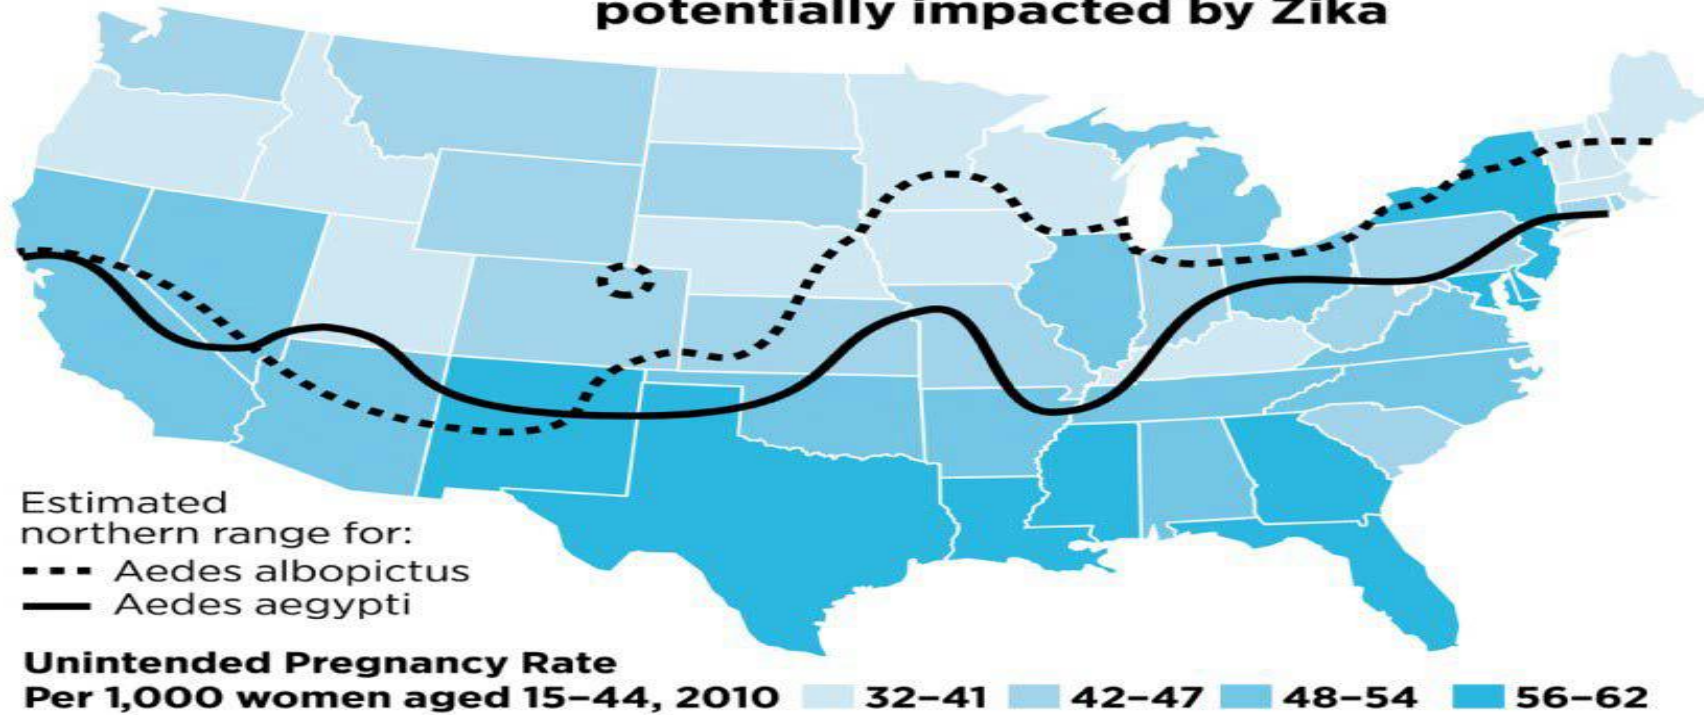 potentially impacted by Zika
Estimated
northern range for:
Aedes albopictus
Aedes aegypti
Unintended Pregnancy Rate
Per 1,000 women aged 15–44, 2010 32–41 42–47 48–54 56–62